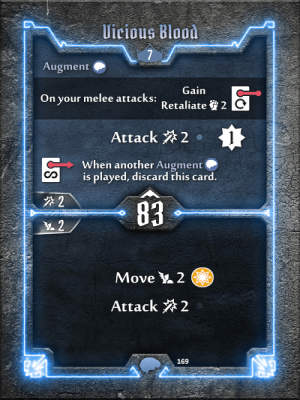 Vicious Blood
7
Augment
On your melee attacks: Gain
Retaliate 2
Attack 2
1
When another Augment
is played, discard this card.
2
83
2
Move 2
Attack 2
169